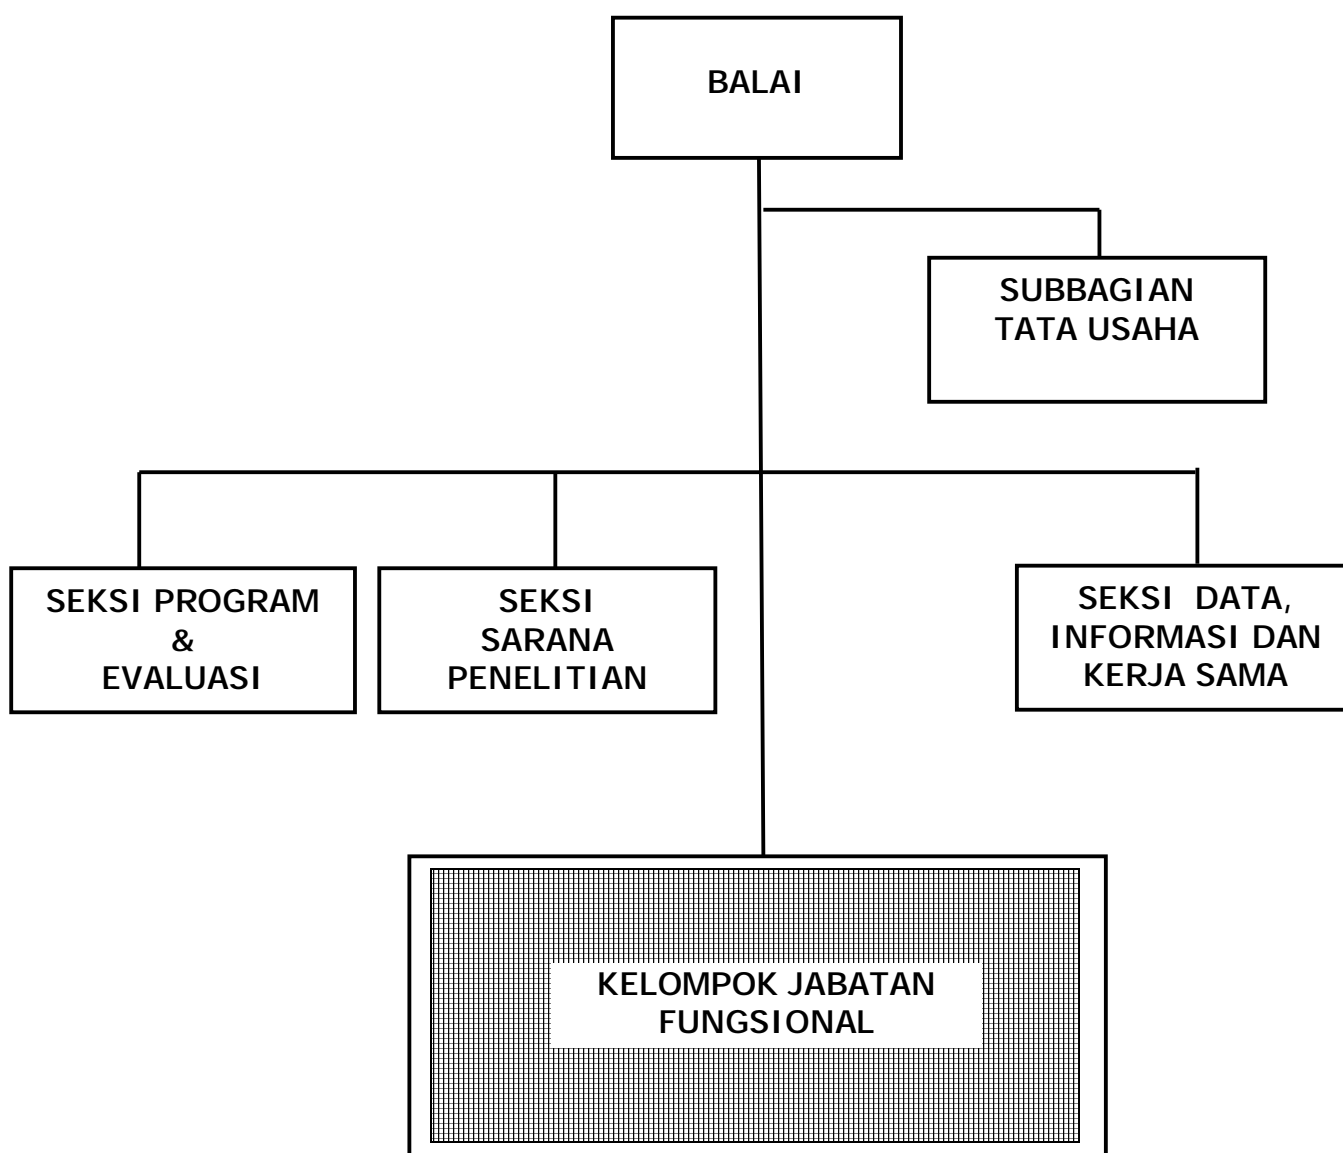 BALAI
SUBBAGIAN
TATA USAHA
SEKSI PROGRAM
&
EVALUASI
SEKSI
SARANA
PENELITIAN
SEKSI DATA,
INFORMASI DAN
KERJA SAMA
KELOMPOK JABATAN
FUNGSIONAL